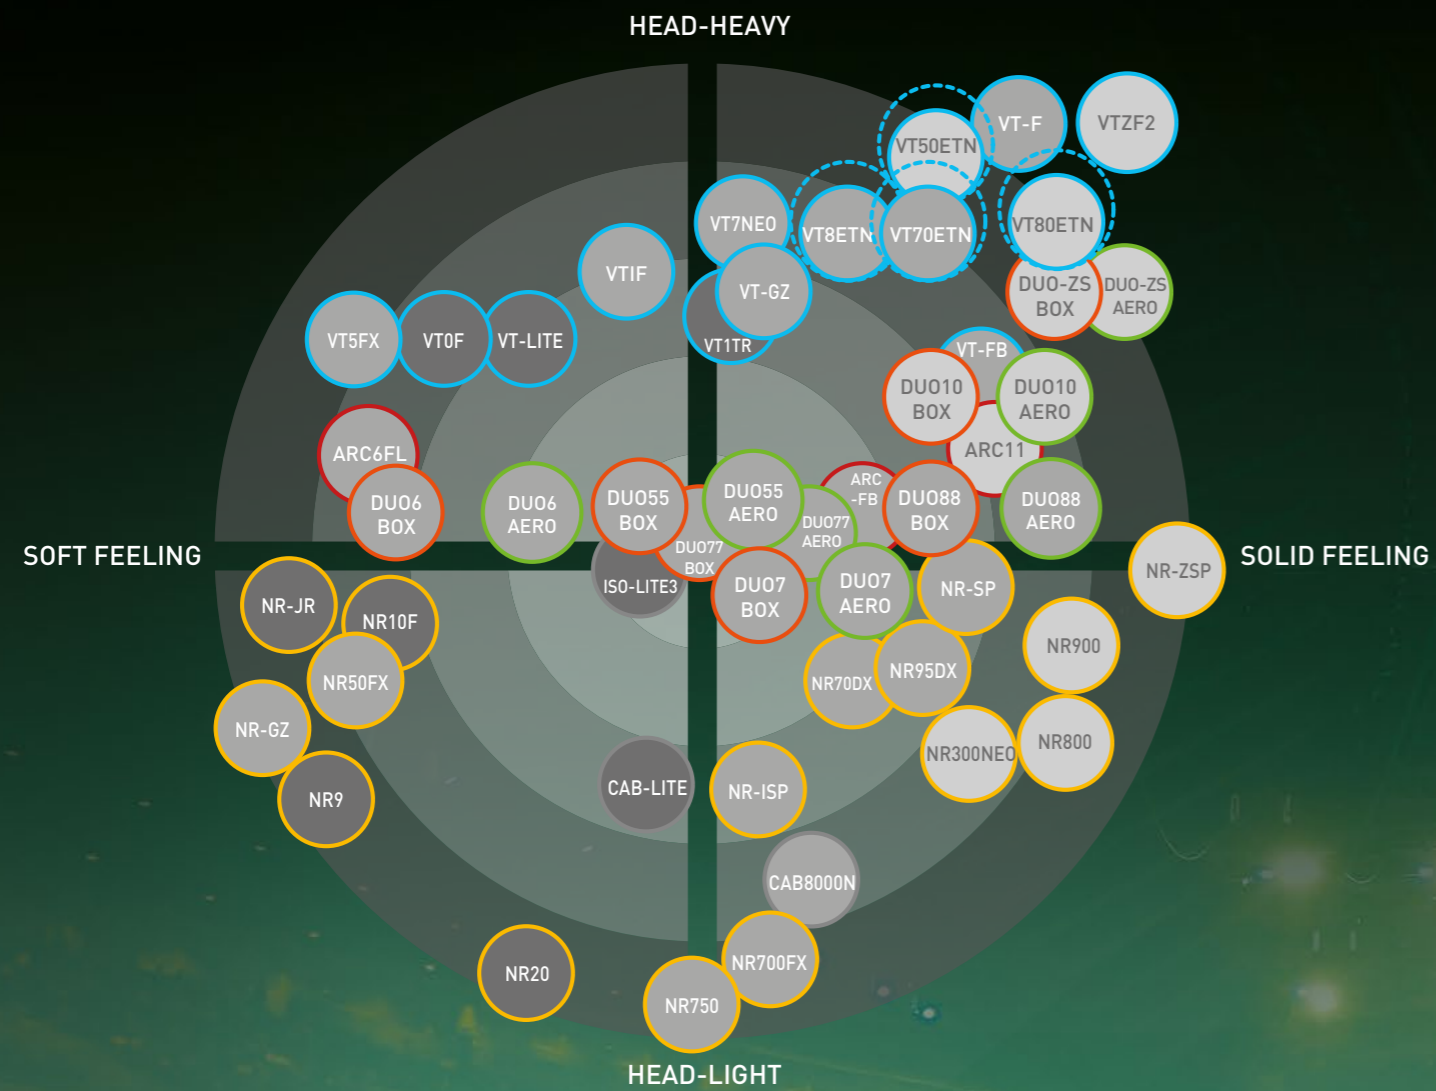 HEAD-HEAVY
VT-F
VTZF2
VT50ETN
VT7NEO
VT8ETN
VT70ETN
VT80ETN
VTIF
VT-GZ
DUO-ZS
BOX
DUO-ZS
AERO
VT5FX
VT0F
VT-LITE
VT1TR
VT-FB
DUO10
BOX
DUO10
AERO
ARC6FL
ARC11
DUO6
BOX
DUO6
AERO
DUO55
BOX
DUO55
AERO
ARC
-FB
DUO88
BOX
DUO88
AERO
DUO77
AERO
DUO77
BOX
SOFT FEELING
SOLID FEELING
NR-ZSP
ISO-LITE3
DUO7
BOX
DUO7
AERO
NR-SP
NR-JR
NR10F
NR900
NR50FX
NR70DX
NR95DX
NR-GZ
NR300NEO
NR800
NR9
CAB-LITE
NR-ISP
CAB8000N
NR20
NR700FX
NR750
HEAD-LIGHT